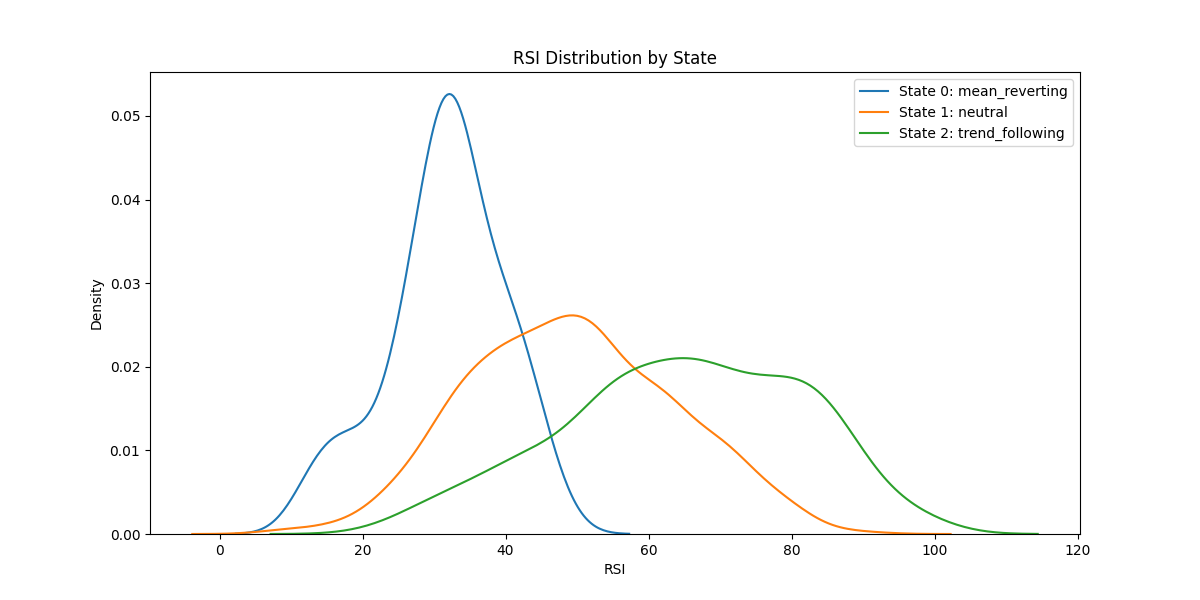 RSI Distribution by State
State 0: mean_reverting
State 1: neutral
State 2: trend_following
Density
0.05
0.04
0.03
0.02
0.01
0.00
0 20 40 60 80 100 120
RSI